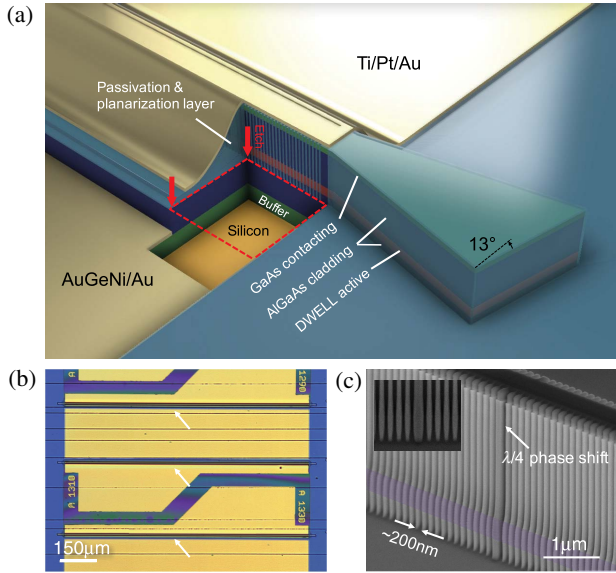 (a)
Ti/Pt/Au
Passivation &
planarization layer
Etch
Buffer
Silicon
GaAs contacting
AlGaAs cladding
DWELL active
13°
AuGeNi/Au
(b)
A
1290
A 1310
A 1330
150μm
(c)
λ/4 phase shift
~200nm
1μm